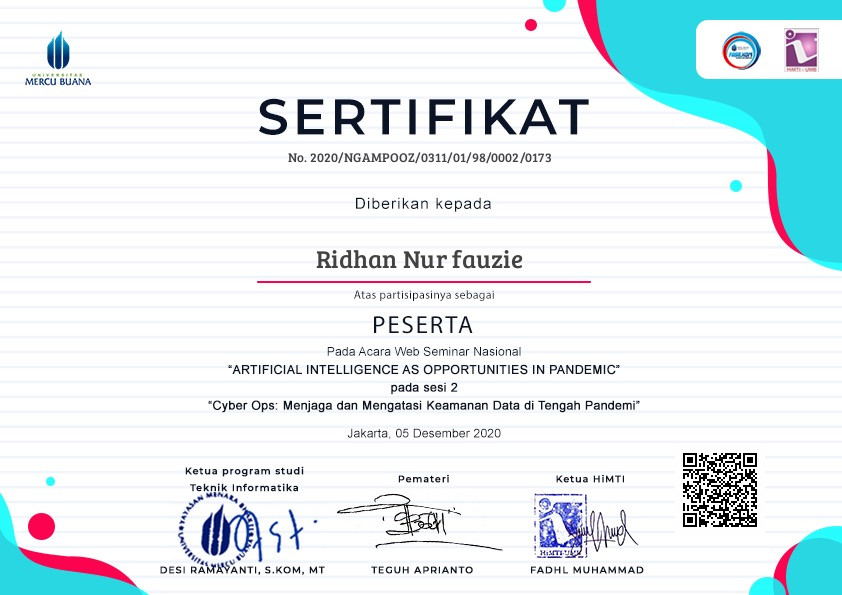 UNIVERSITAS
MERCU BUANA
HiMTI - UMB
SERTIFIKAT
No. 2020/NGAMPOOZ/0311/01/98/0002/0173
Diberikan kepada
Ridhan Nur fauzie
Atas partisipasinya sebagai
PESERTA
Pada Acara Web Seminar Nasional
“ARTIFICIAL INTELLIGENCE AS OPPORTUNITIES IN PANDEMIC”
pada sesi 2
“Cyber Ops: Menjaga dan Mengatasi Keamanan Data di Tengah Pandemi”
Jakarta, 05 Desember 2020
Ketua program studi
Teknik Informatika
Pemateri
Ketua HiMTI
HiMTI-UMB
DESI RAMAYANTI, S.KOM, MT
TEGUH APRIANTO
FADHL MUHAMMAD